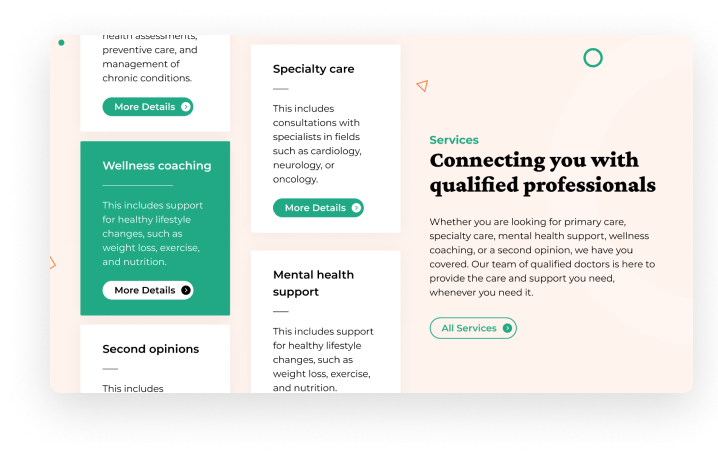 health assessments,
preventive care, and
management of
chronic conditions.
More Details
Wellness coaching
This includes support
for healthy lifestyle
changes, such as
weight loss, exercise,
and nutrition.
More Details
Second opinions
This includes
Specialty care
This includes
consultations with
specialists in fields
such as cardiology,
neurology, or
oncology.
More Details
Mental health
support
This includes support
for healthy lifestyle
changes, such as
weight loss, exercise,
and nutrition.
Services
Connecting you with
qualified professionals
Whether you are looking for primary care,
specialty care, mental health support, wellness
coaching, or a second opinion, we have you
covered. Our team of qualified doctors is here to
provide the care and support you need,
whenever you need it.
All Services